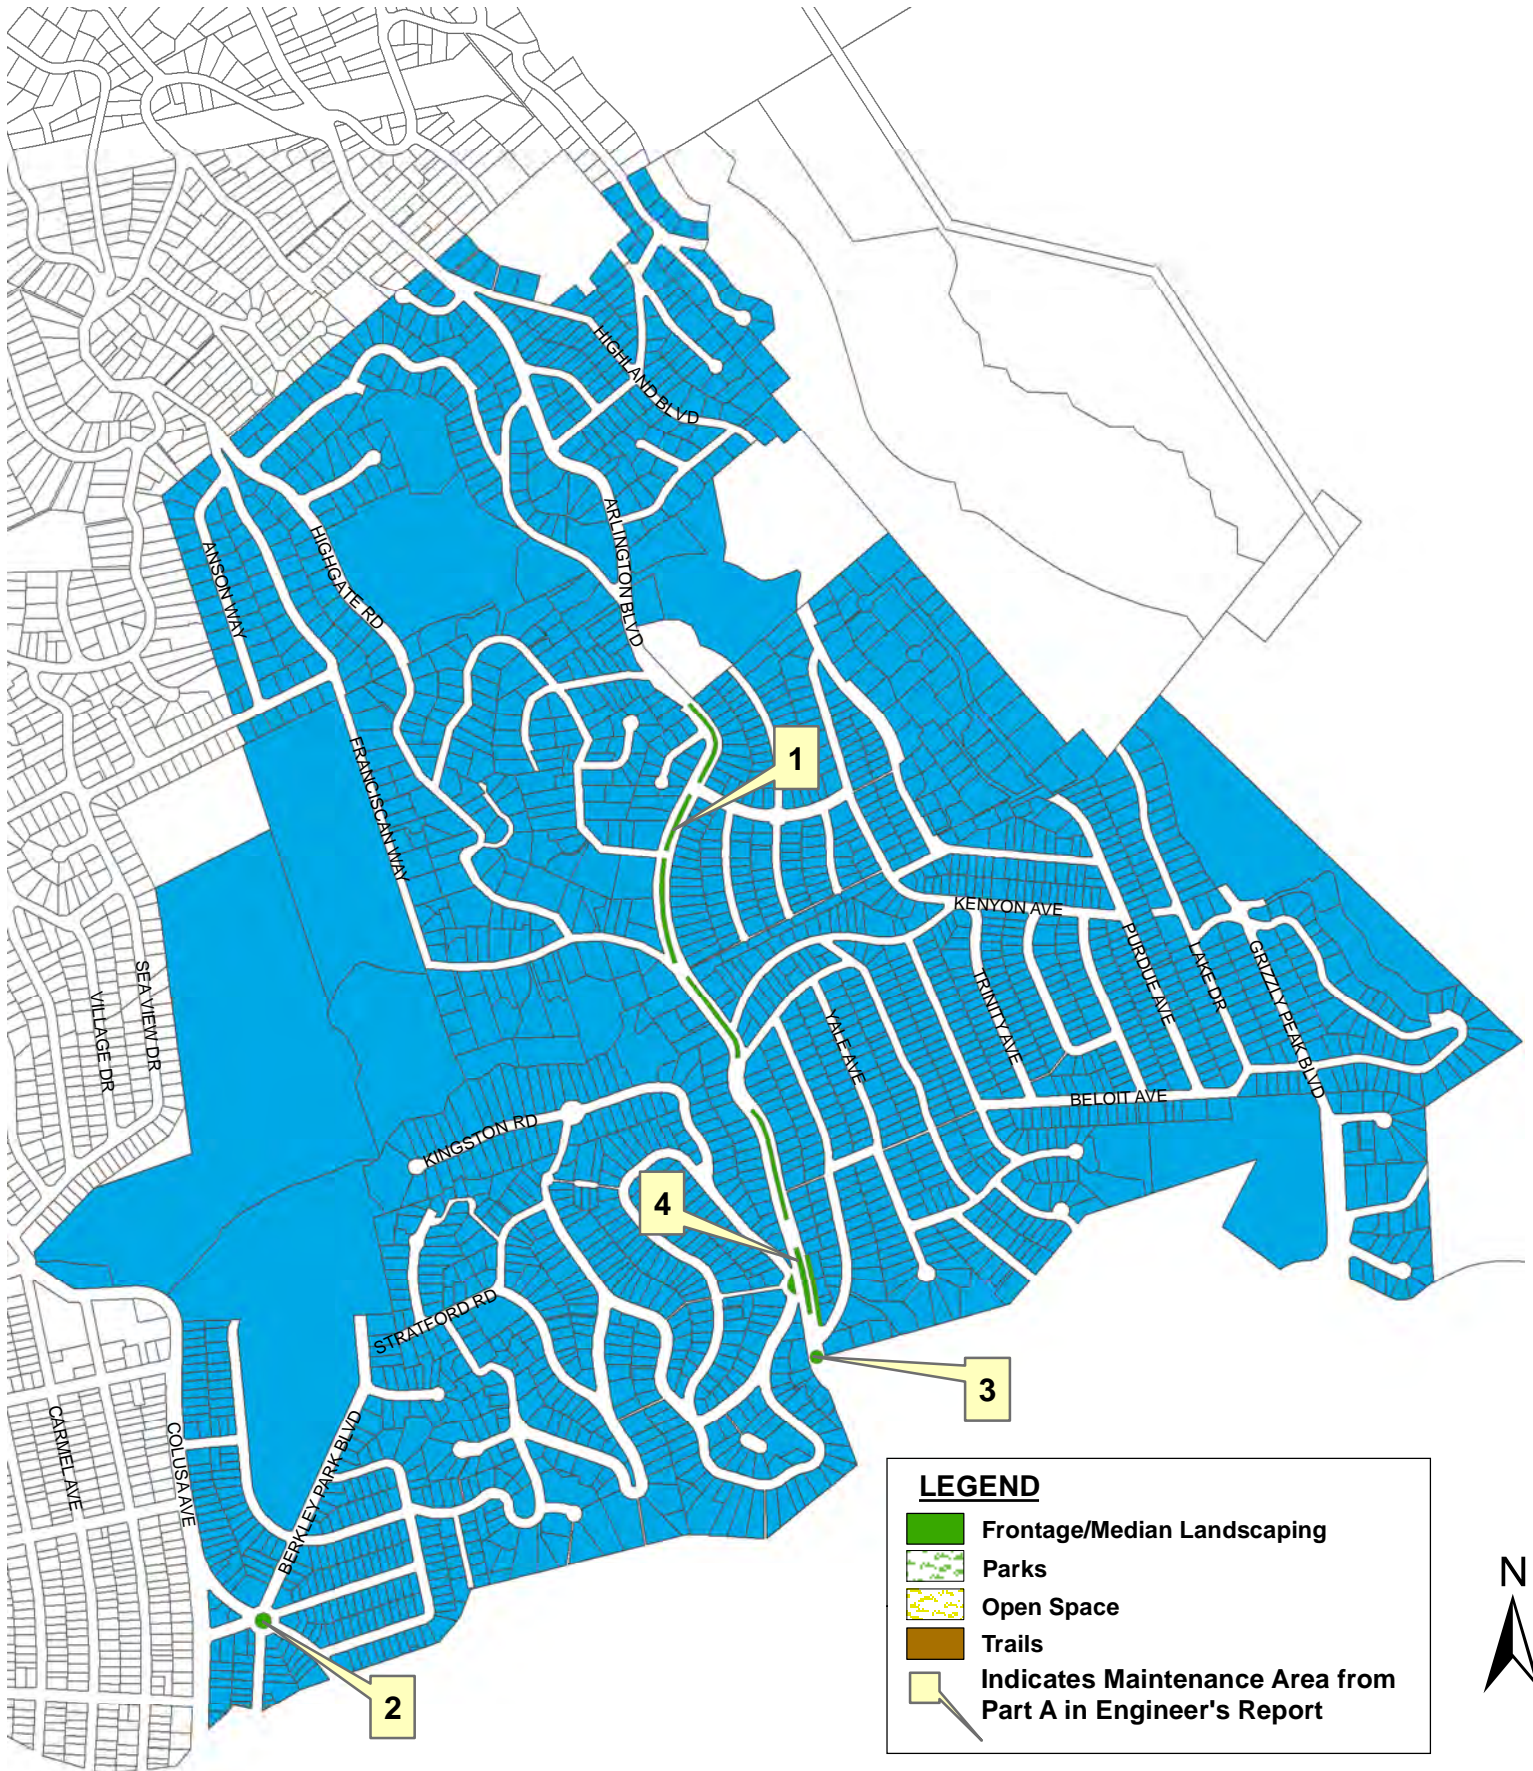 HIGHLAND BLVD
ARLINGTON BLVD
ANSON WAY
HIGHGATE RD
FRANCISCAN WAY
1
KENYON AVE
PURDUE AVE
LAKE DR
GRIZZLY PEAK BLVD
TRINITY AVE
YALE AVE
SEA VIEW DR
VILLAGE DR
BELOIT AVE
KINGSTON RD
4
STRATFORD RD
3
CARMEL AVE
COLUSA AVE
BERKLEY PARK BLVD
2
LEGEND
Frontage/Median Landscaping
Parks
Open Space
Trails
Indicates Maintenance Area from
Part A in Engineer's Report
N